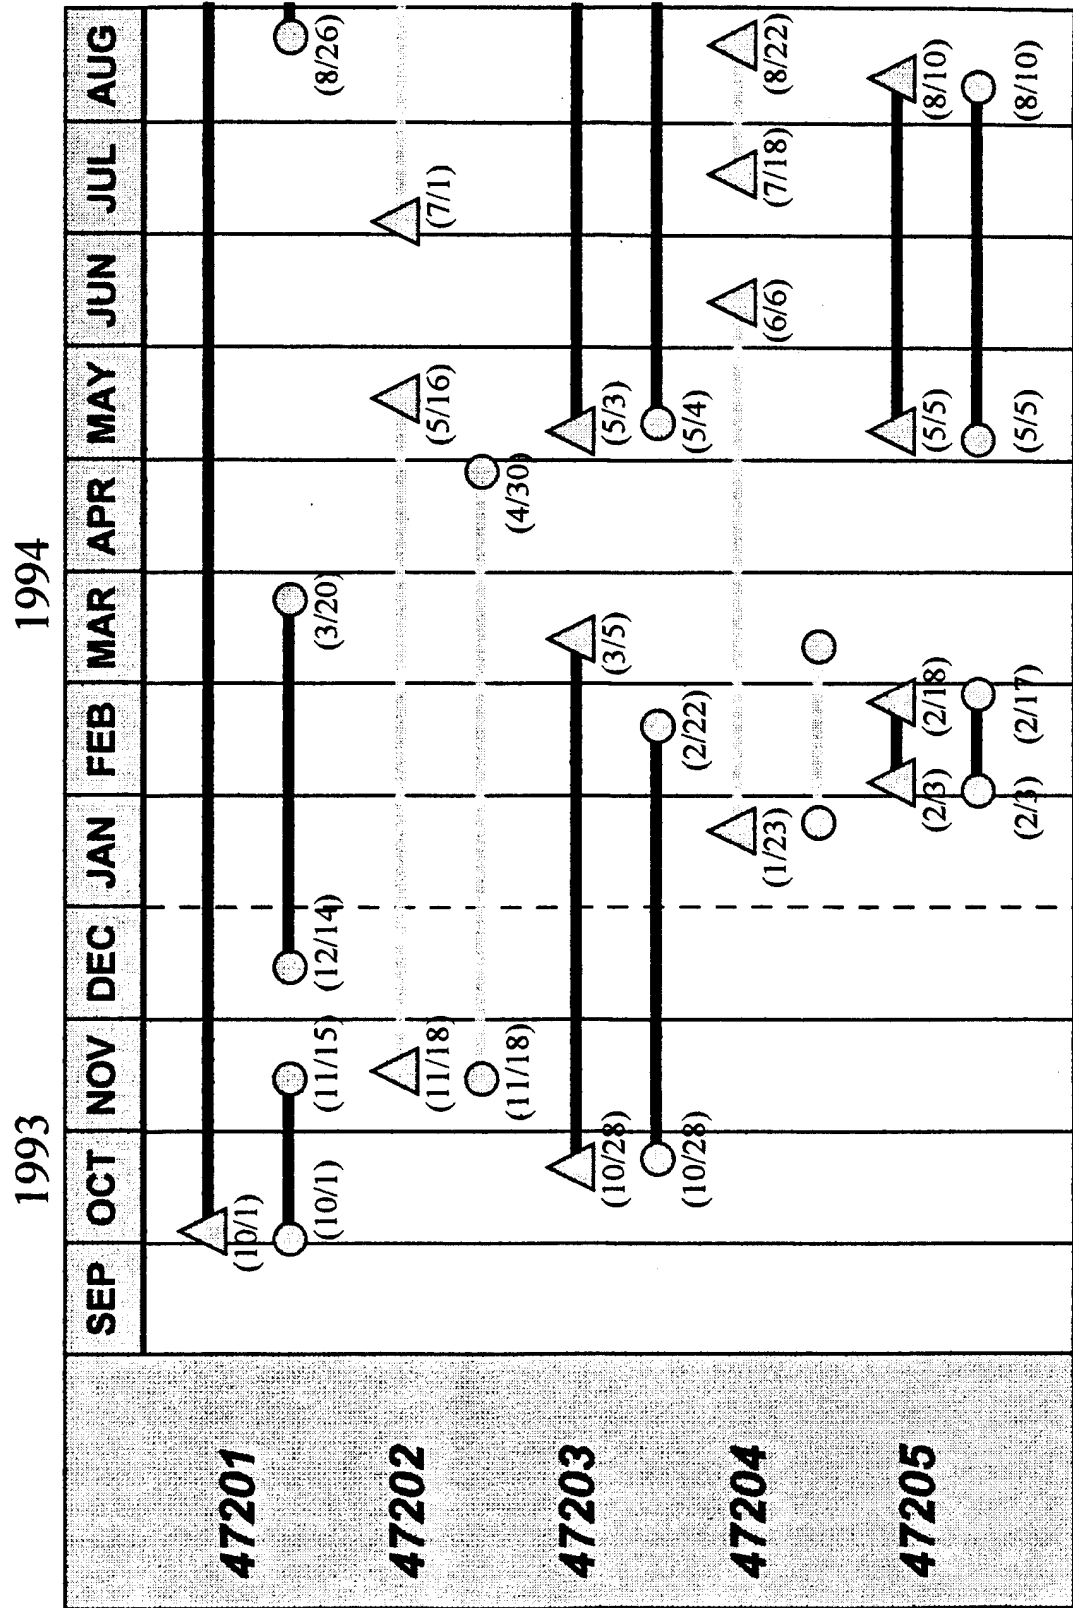 1993 1994
SEP OCT NOV DEC JAN FEB MAR APR MAY JUN JUL AUG
47201
(10/1)
(10/1) (11/15) (12/14) (3/20) (8/26)
47202
(11/18) (5/16) (7/1)
(11/18) (4/30)
47203
(10/28) (3/5) (5/3)
(10/28) (2/22) (5/4)
47204
(1/23) (6/6) (7/18) (8/22)
47205
(2/3) (2/18) (5/5) (8/10)
(2/3) (2/17) (5/5) (8/10)